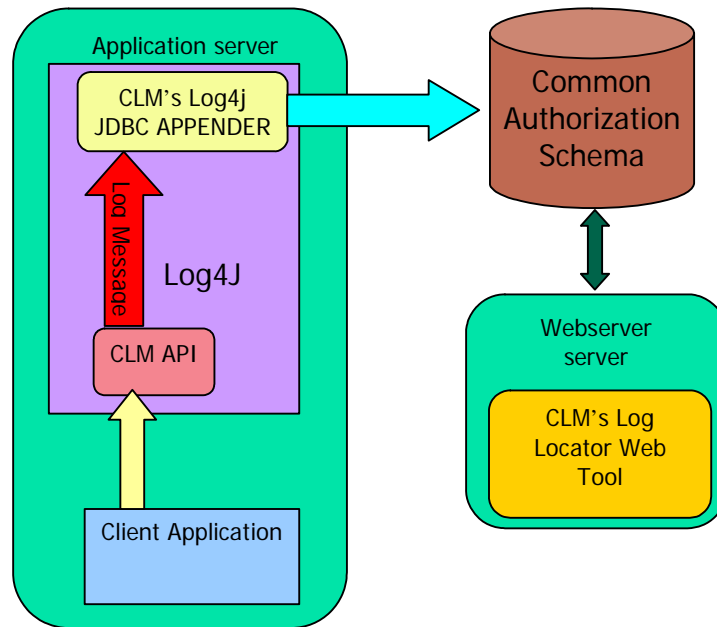 Application server
CLM's Log4j
JDBC APPENDER
Log Message
Log4J
CLM API
Client Application
Common
Authorization
Schema
Webserver
server
CLM's Log
Locator Web
Tool